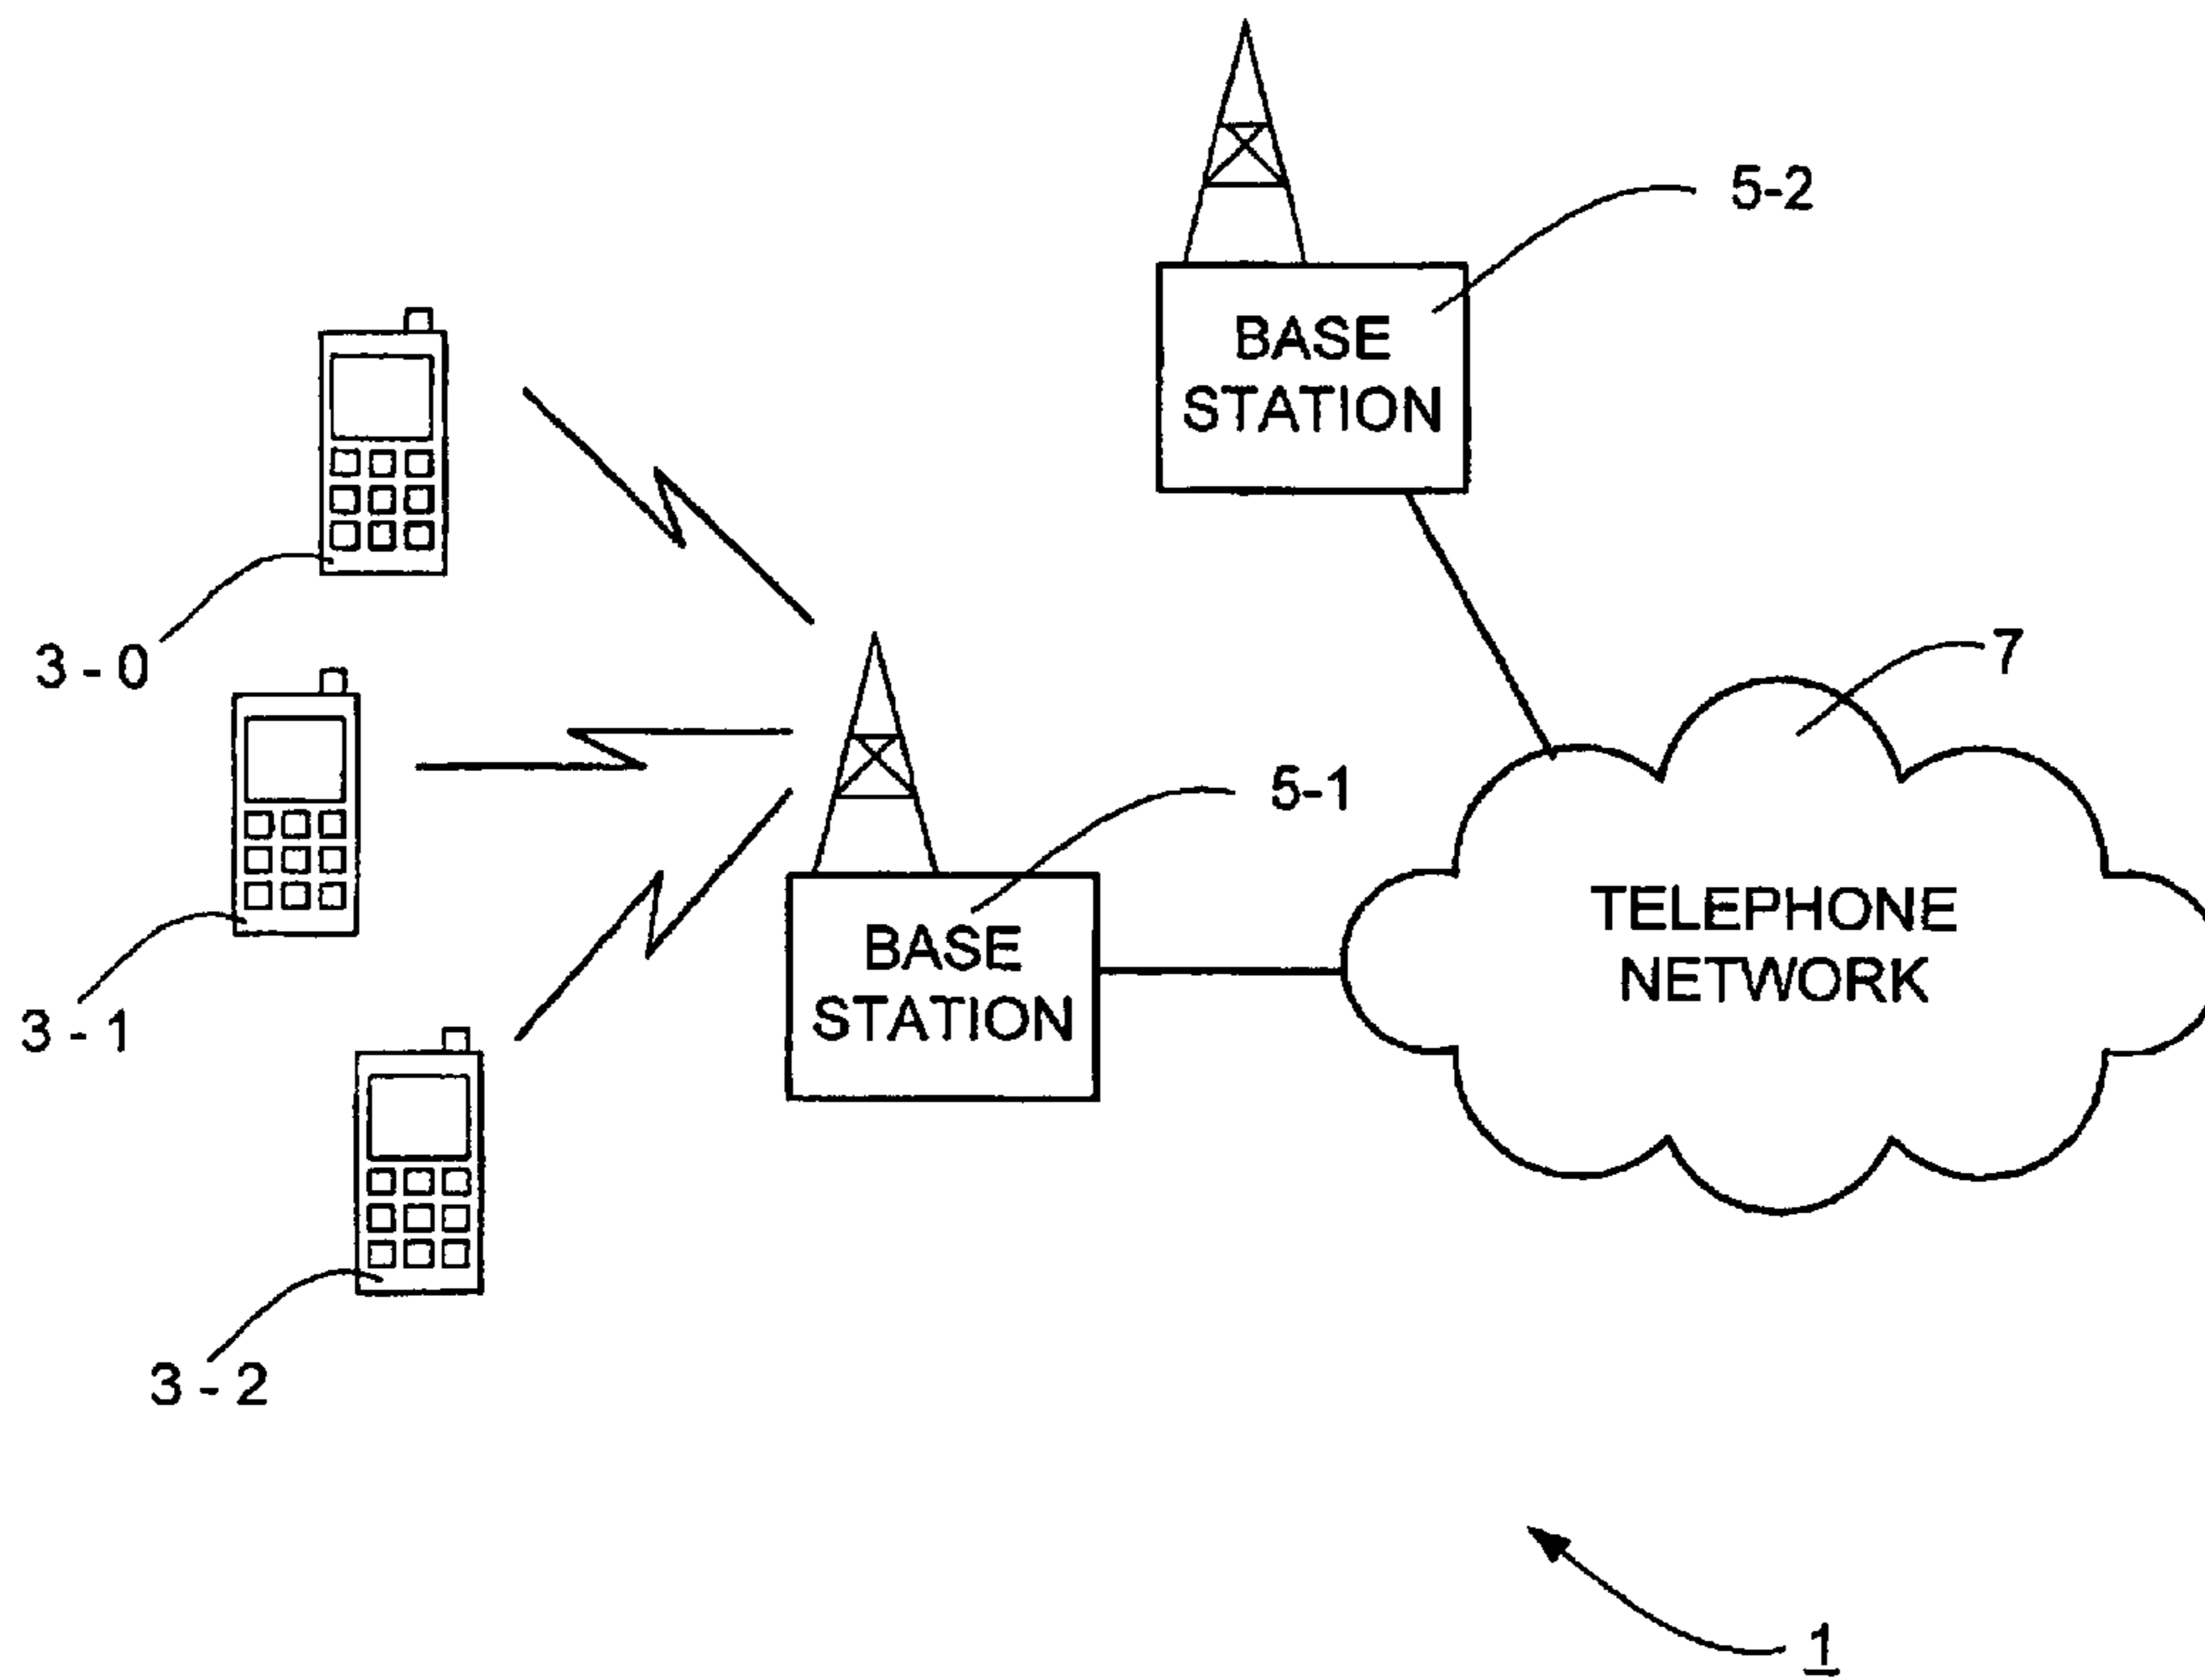 5-2
BASE
STATION
3 - 0
7
5-1
TELEPHONE
NETWORK
BASE
STATION
3 - 1
3 - 2
1